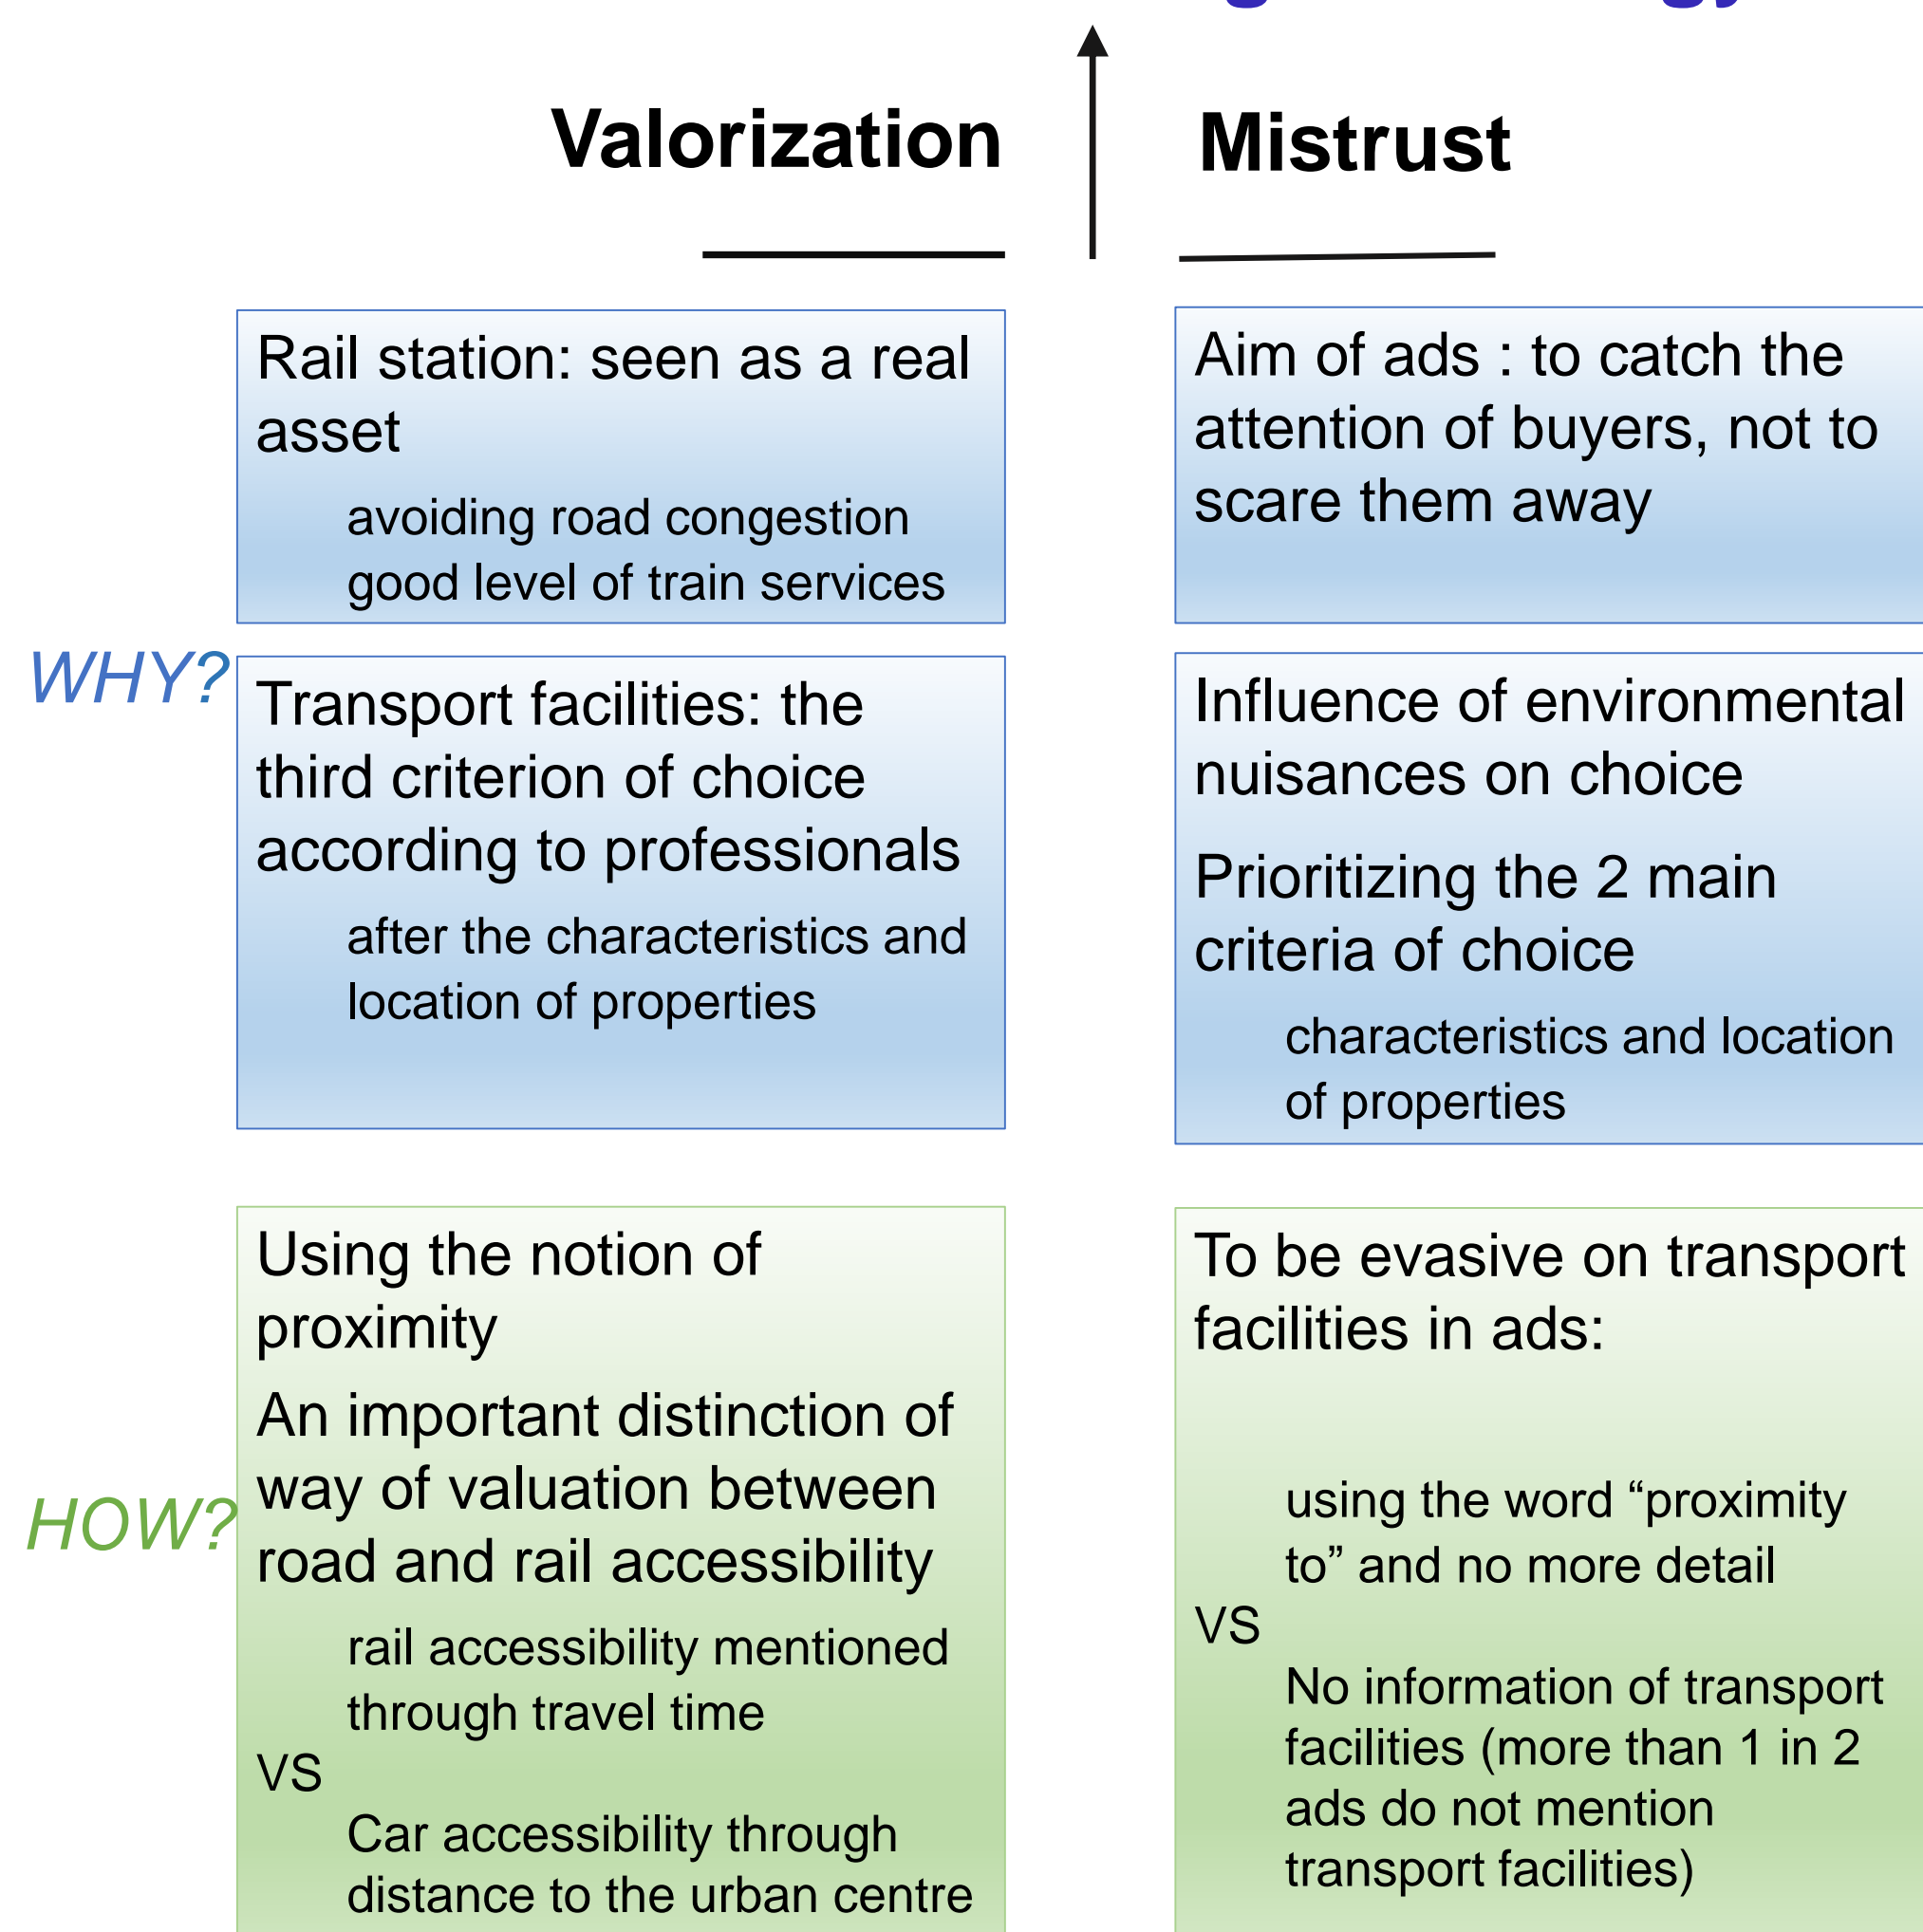 Valorization
Mistrust
Rail station: seen as a real
asset
avoiding road congestion
good level of train services
Aim of ads : to catch the
attention of buyers, not to
scare them away
WHY?
Transport facilities: the
third criterion of choice
according to professionals
after the characteristics and
location of properties
Influence of environmental
nuisances on choice
Prioritizing the 2 main
criteria of choice
characteristics and location
of properties
HOW?
Using the notion of
proximity
An important distinction of
way of valuation between
road and rail accessibility
rail accessibility mentioned
through travel time
VS
Car accessibility through
distance to the urban centre
To be evasive on transport
facilities in ads:
using the word “proximity
to” and no more detail
VS
No information of transport
facilities (more than 1 in 2
ads do not mention
transport facilities)